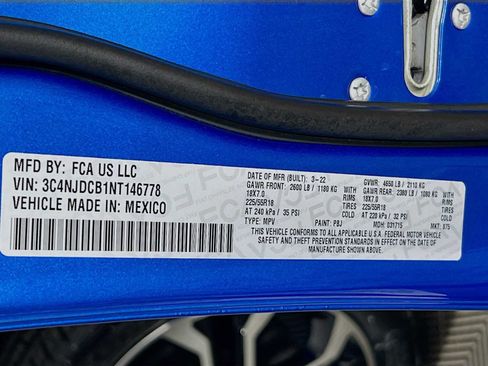 MFD BY: FCA US LLC
VIN: 3C4NJDCB1NT146778
VEHICLE MADE IN: MEXICO
DATE OF MFR (BUILT): 3-22
GAWR FRONT: 2600 LB / 1180 KG WITH
18X7.0 RIMS
225/55R18 TIRES
AT 240 kPa / 35 PSI
TYPE: MPV PAINT: PBJ
GVWR: 4650 LB / 2110 KG
GAWR REAR: 2380 LB / 1080 KG WITH
18X7.0 RIMS
225/55R18 TIRES
AT 220 kPa / 32 PSI
MDH: 031715 MKT: X75
THIS VEHICLE CONFORMS TO ALL APPLICABLE U.S.A. FEDERAL MOTOR VEHICLE
SAFETY AND THEFT PREVENTION STANDARDS IN EFFECT ON THE DATE OF
MANUFACTURE SHOWN ABOVE.